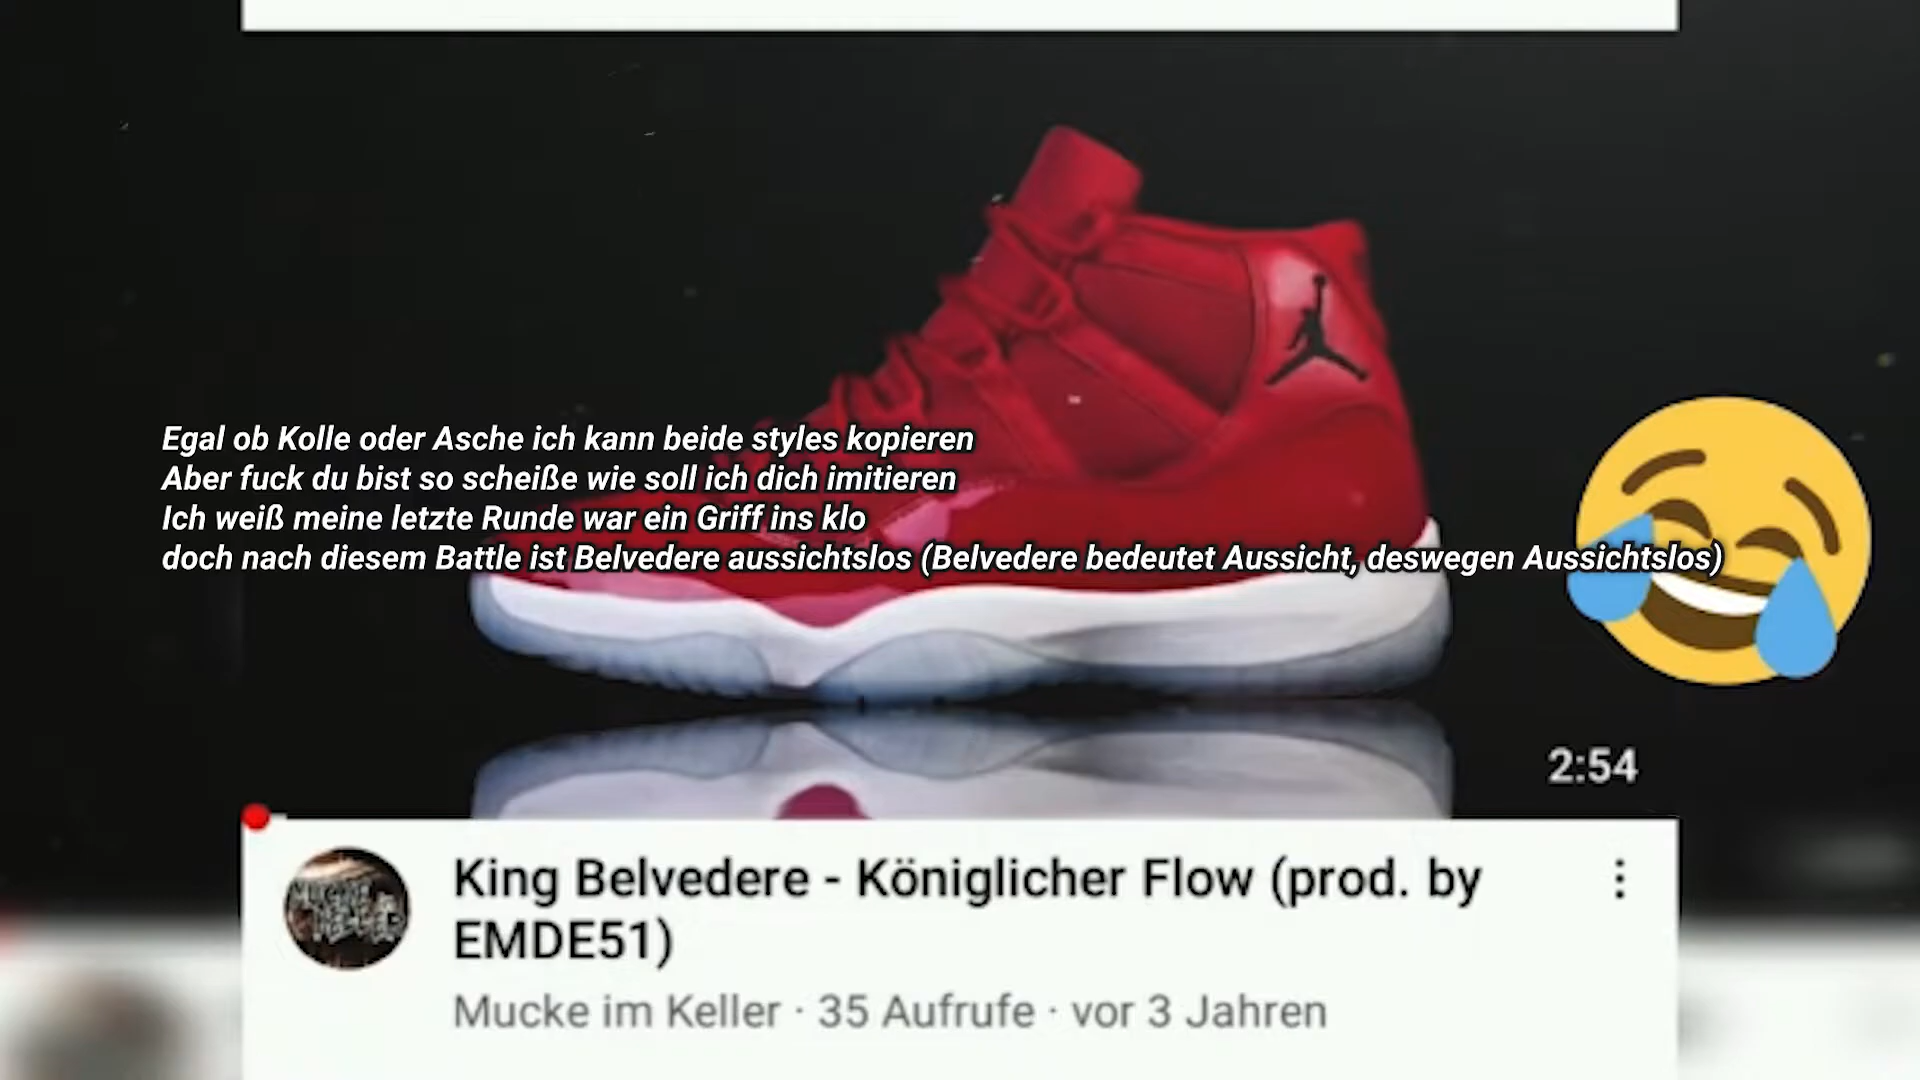 Egal ob Kolle oder Asche ich kann beide styles kopieren
Aber fuck du bist so scheiße wie soll ich dich imitieren
Ich weiß meine letzte Runde war ein Griff ins klo
doch nach diesem Battle ist Belvedere aussichtslos (Belvedere bedeutet Aussicht, deswegen Aussichtslos)
2:54
King Belvedere - Königlicher Flow (prod. by
EMDE51)
Mucke im Keller · 35 Aufrufe · vor 3 Jahren